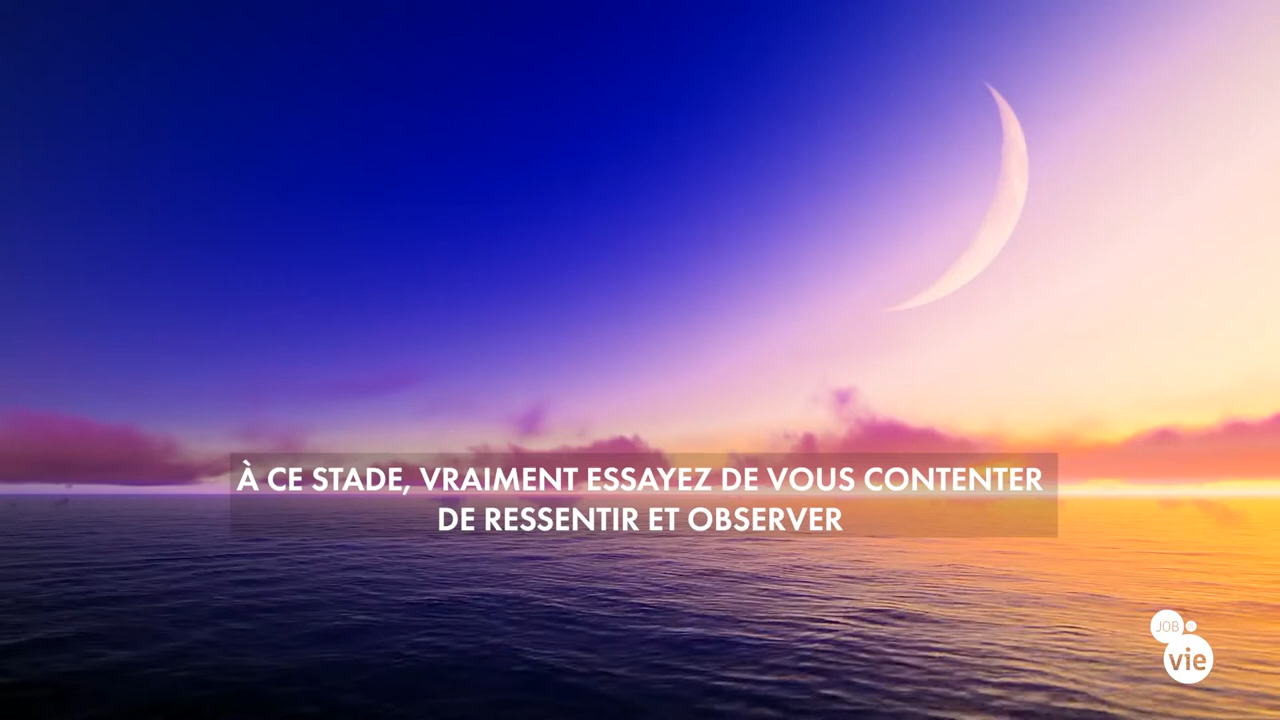 À CE STADE, VRAIMENT ESSAYEZ DE VOUS CONTENTER
DE RESSENTIR ET OBSERVER
JOB
vie